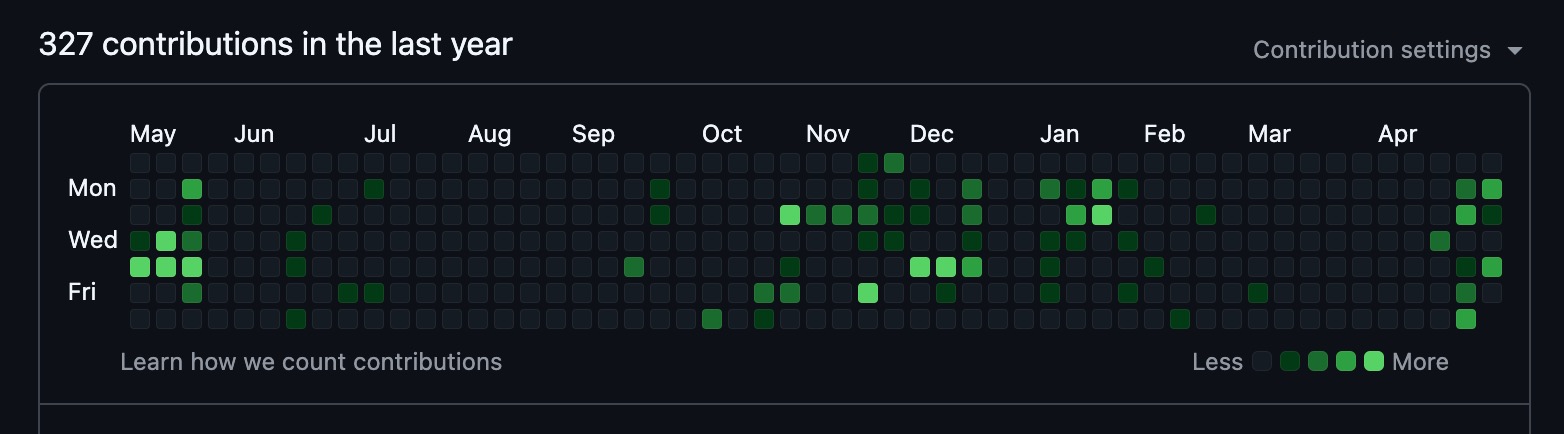 327 contributions in the last year
Contribution settings
May Jun Jul Aug Sep Oct Nov Dec Jan Feb Mar Apr
Mon
Wed
Fri
Learn how we count contributions
Less More